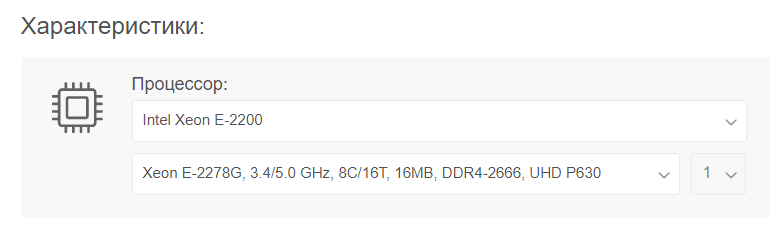 Характеристики:
Процессор:
Intel Xeon E-2200
Xeon E-2278G, 3.4/5.0 GHz, 8C/16T, 16MB, DDR4-2666, UHD P630
1